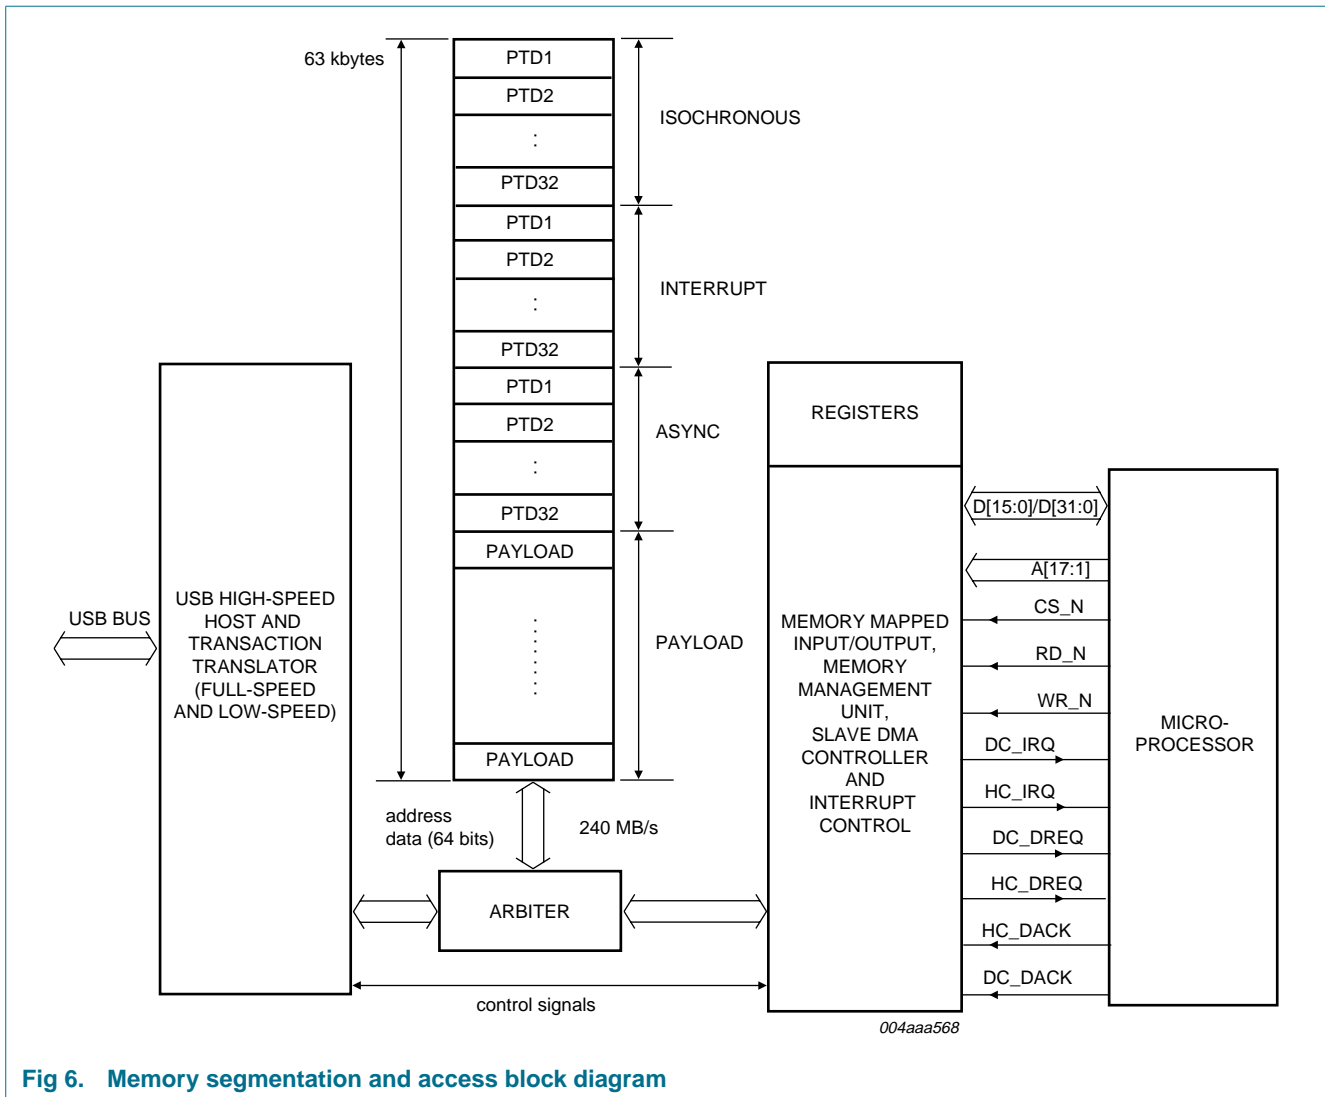 63 kbytes
PTD1
PTD2
:
PTD32
ISOCHRONOUS
PTD1
PTD2
:
PTD32
INTERRUPT
PTD1
PTD2
:
PTD32
ASYNC
PAYLOAD
PAYLOAD
PAYLOAD
USB BUS
USB HIGH-SPEED
HOST AND
TRANSACTION
TRANSLATOR
(FULL-SPEED
AND LOW-SPEED)
address
data (64 bits)
240 MB/s
ARBITER
control signals
REGISTERS
MEMORY MAPPED
INPUT/OUTPUT,
MEMORY
MANAGEMENT
UNIT,
SLAVE DMA
CONTROLLER
AND
INTERRUPT
CONTROL
D[15:0]/D[31:0]
A[17:1]
CS_N
RD_N
WR_N
DC_IRQ
HC_IRQ
DC_DREQ
HC_DREQ
HC_DACK
DC_DACK
MICRO-
PROCESSOR
004aaa568
Fig 6. Memory segmentation and access block diagram